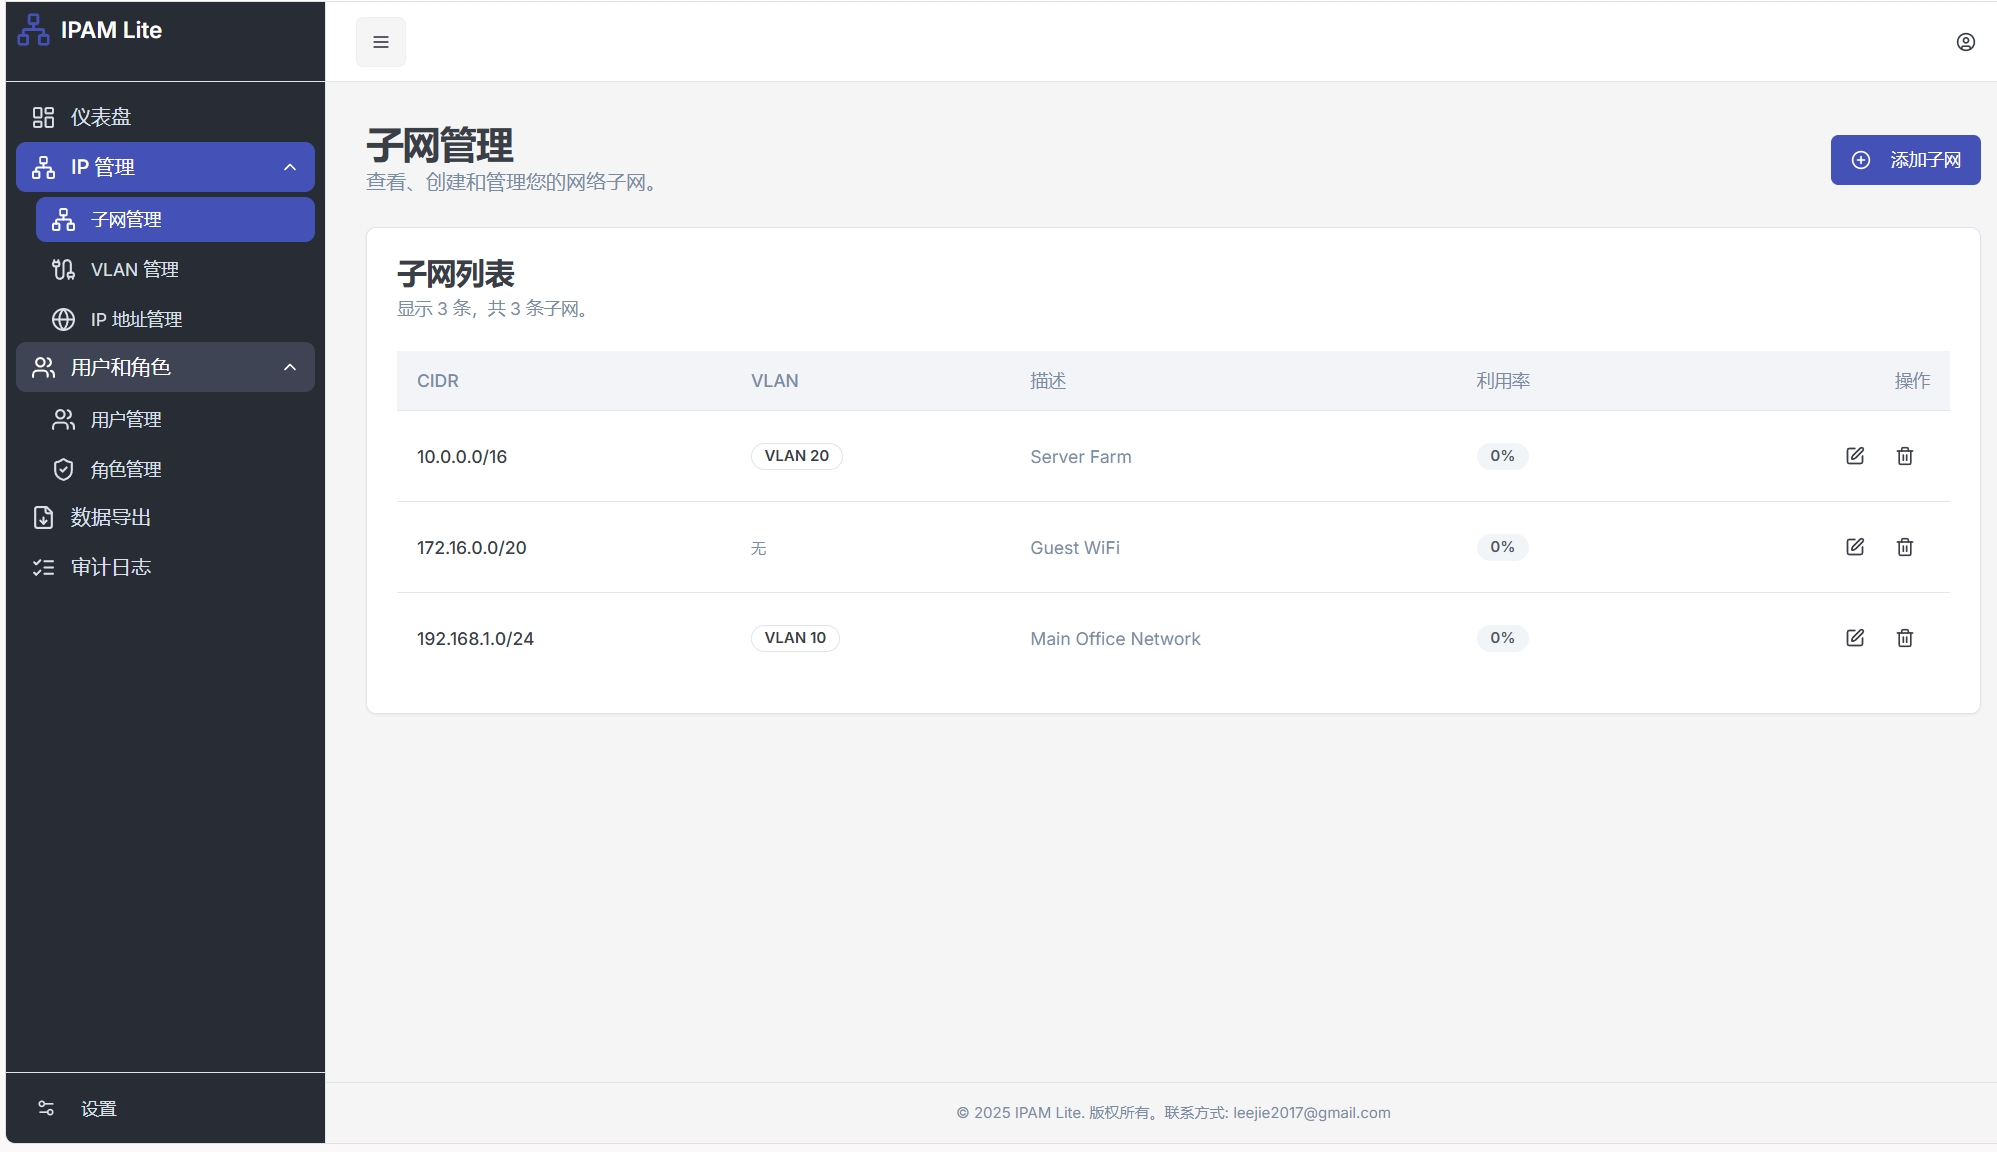 IPAM Lite
仪表盘
IP 管理
子网管理
VLAN 管理
IP 地址管理
用户和角色
用户管理
角色管理
数据导出
审计日志
设置
子网管理
查看、创建和管理您的网络子网。
添加子网
子网列表
显示 3 条，共 3 条子网。
CIDR VLAN 描述 利用率 操作
10.0.0.0/16 VLAN 20 Server Farm 0%
172.16.0.0/20 无 Guest WiFi 0%
192.168.1.0/24 VLAN 10 Main Office Network 0%
© 2025 IPAM Lite. 版权所有。联系方式: leejie2017@gmail.com